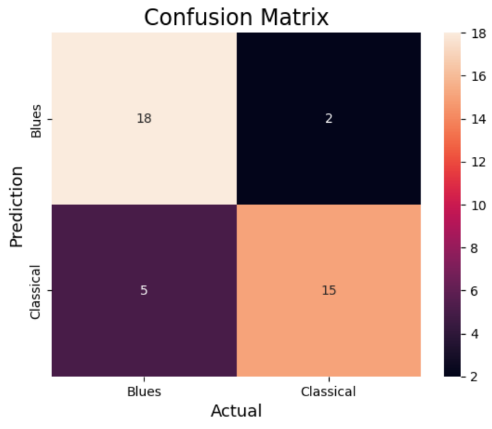 Confusion Matrix
Prediction
Blues
18
2
Classical
5
15
Blues
Classical
Actual
18
16
14
12
10
8
6
4
2